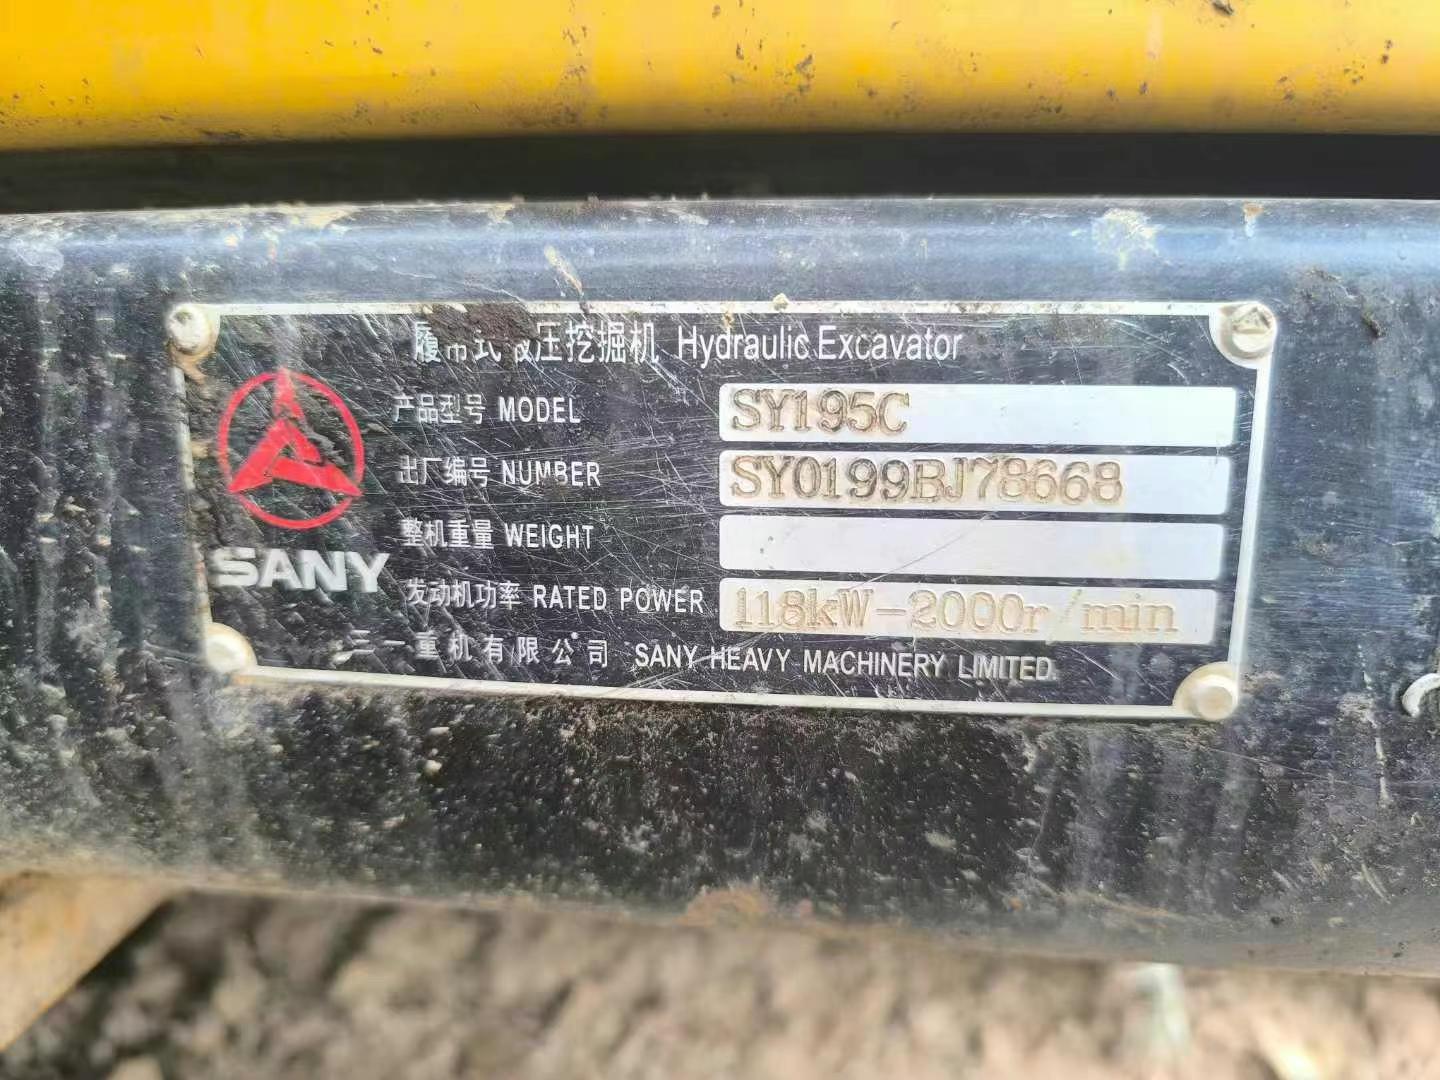 履带式液压挖掘机 Hydraulic Excavator
产品型号 MODEL SY195C
出厂编号 NUMBER SY0199BJ78668
整机重量 WEIGHT
发动机功率 RATED POWER 118kW-2000r/min
SANY
三一重机有限公司 SANY HEAVY MACHINERY LIMITED.